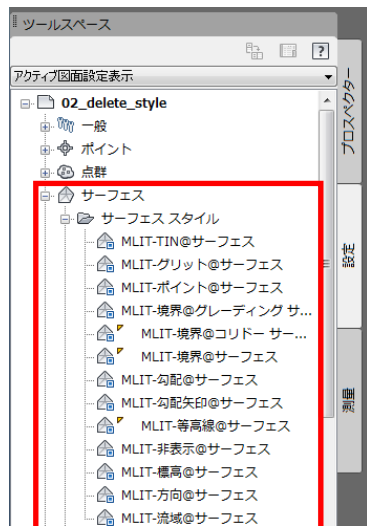 ツールスペース
アクティブ図面設定表示
02_delete_style
一般
ポイント
点群
サーフェス
サーフェス スタイル
MLIT-TIN@サーフェス
MLIT-グリット@サーフェス
MLIT-ポイント@サーフェス
MLIT-境界@グレーディング サ...
MLIT-境界@コリドー サー...
MLIT-境界@サーフェス
MLIT-勾配@サーフェス
MLIT-勾配矢印@サーフェス
MLIT-等高線@サーフェス
MLIT-非表示@サーフェス
MLIT-標高@サーフェス
MLIT-方向@サーフェス
MLIT-流域@サーフェス
プロスペクター
設定
測量